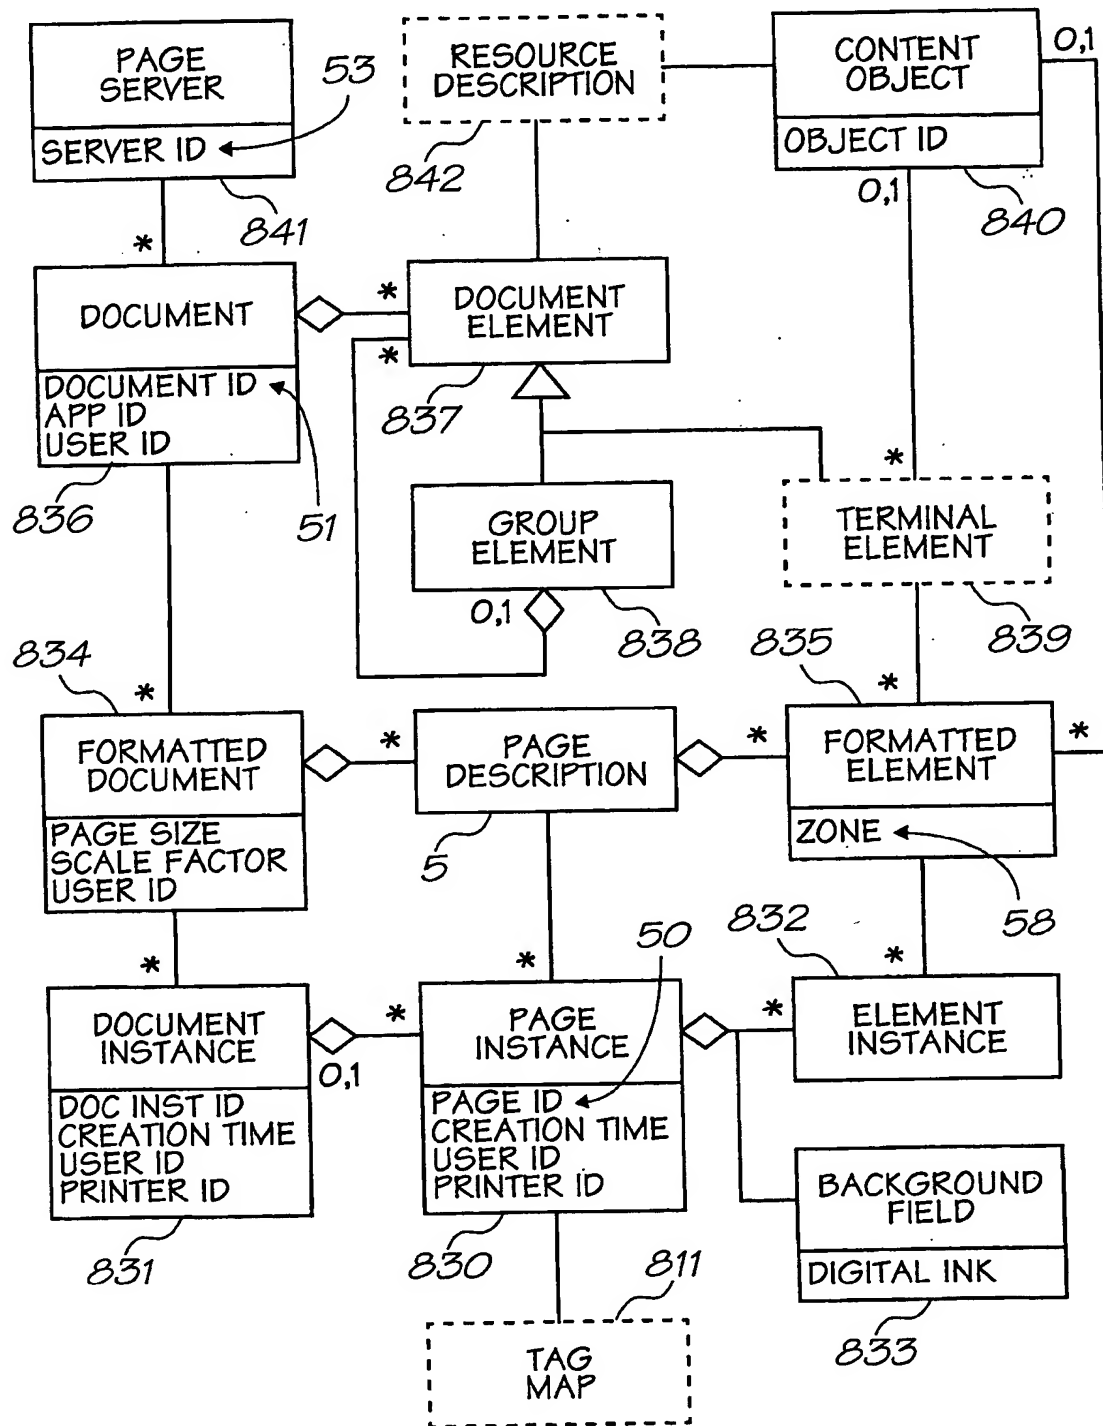 PAGE
SERVER
SERVER ID
53
841
RESOURCE
DESCRIPTION
842
CONTENT
OBJECT
OBJECT ID
0,1
0,1
840
*
DOCUMENT
DOCUMENT ID
APP ID
USER ID
836
51
*
*
DOCUMENT
ELEMENT
837
GROUP
ELEMENT
0,1
838
*
TERMINAL
ELEMENT
839
834
*
FORMATTED
DOCUMENT
PAGE SIZE
SCALE FACTOR
USER ID
*
PAGE
DESCRIPTION
5
835
*
*
FORMATTED
ELEMENT
*
ZONE
58
*
DOCUMENT
INSTANCE
0,1
DOC INST ID
CREATION TIME
USER ID
PRINTER ID
831
50
*
*
PAGE
INSTANCE
PAGE ID
CREATION TIME
USER ID
PRINTER ID
830
832
*
*
ELEMENT
INSTANCE
BACKGROUND
FIELD
DIGITAL INK
833
811
TAG
MAP